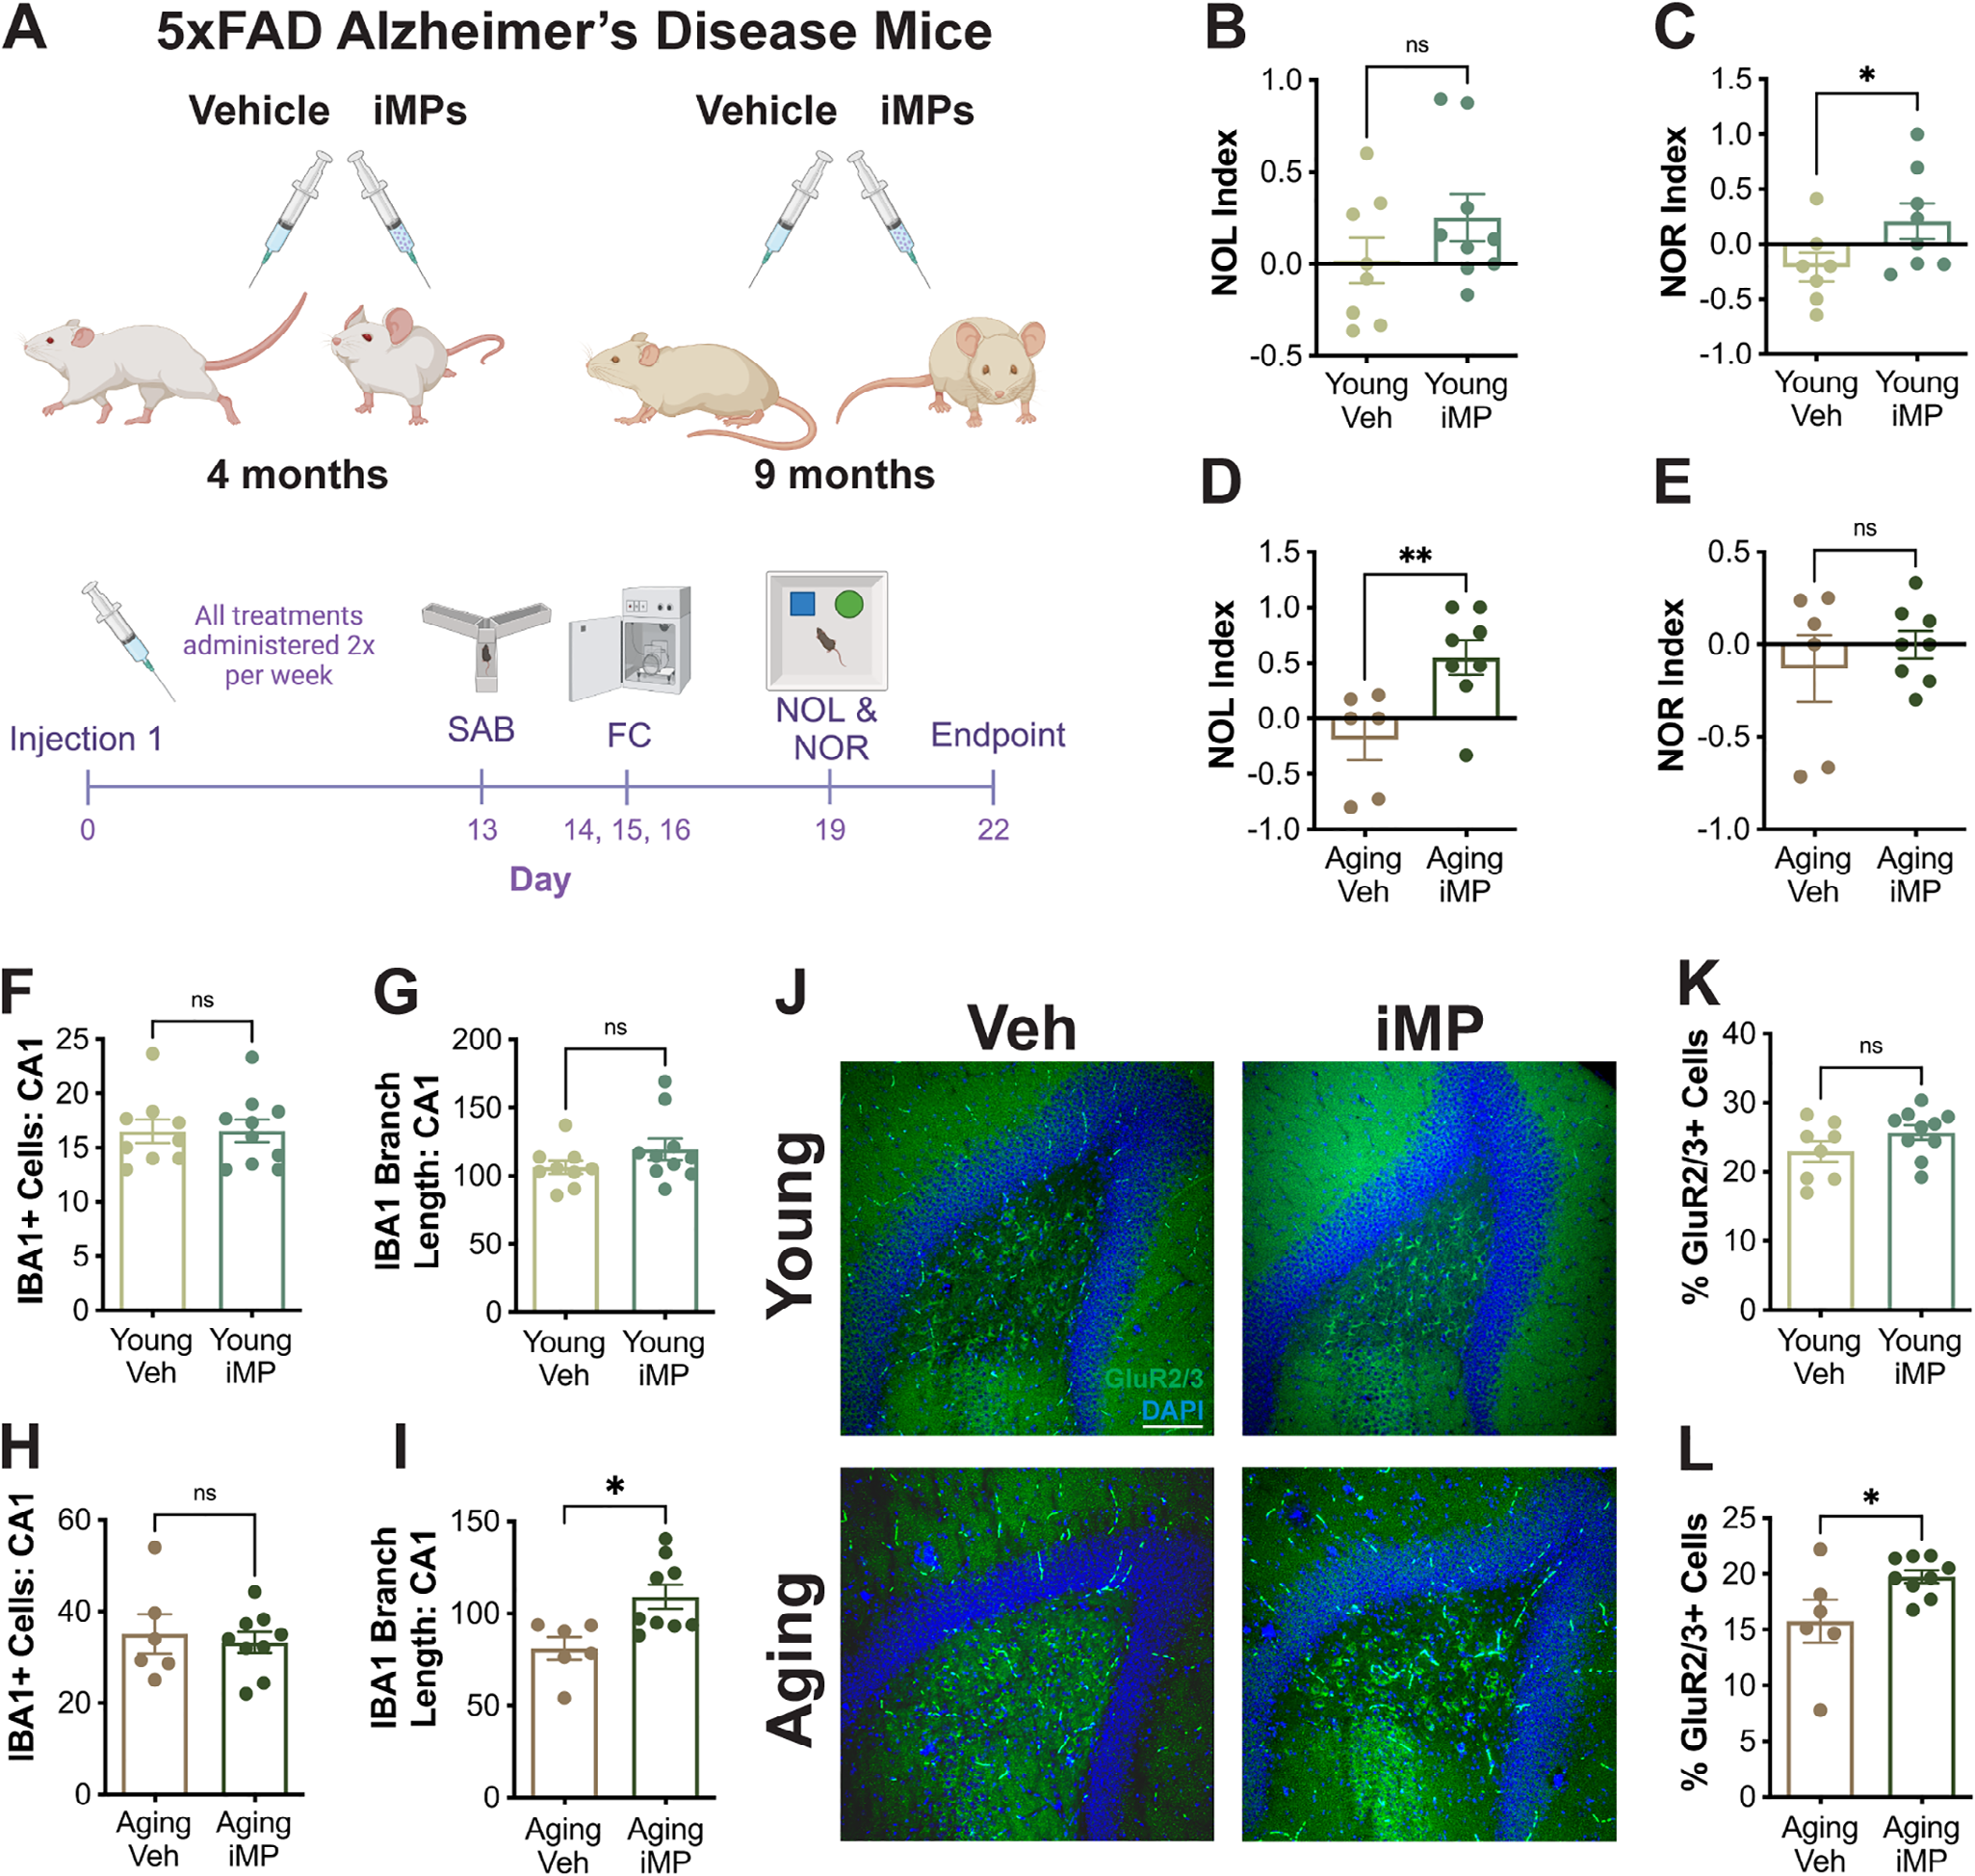 A
5xFAD Alzheimer's Disease Mice
Vehicle
iMPs
Vehicle
iMPs
4 months
9 months
All treatments
administered 2x
per week
Injection 1
SAB
FC
NOL &
NOR
Endpoint
0
13
14, 15, 16
19
22
Day
B
ns
NOL Index
1.0
0.5
0.0
-0.5
Young
Veh
Young
iMP
C
*
NOR Index
1.5
1.0
0.5
0.0
-0.5
-1.0
Young
Veh
Young
iMP
D
**
NOL Index
1.5
1.0
0.5
0.0
-0.5
-1.0
Aging
Veh
Aging
iMP
E
ns
NOR Index
0.5
0.0
-0.5
-1.0
Aging
Veh
Aging
iMP
F
ns
IBA1+ Cells: CA1
25
20
15
10
5
0
Young
Veh
Young
iMP
G
ns
IBA1 Branch
Length: CA1
200
150
100
50
0
Young
Veh
Young
iMP
H
ns
IBA1+ Cells: CA1
60
40
20
0
Aging
Veh
Aging
iMP
I
*
IBA1 Branch
Length: CA1
150
100
50
0
Aging
Veh
Aging
iMP
J
Veh
iMP
Young
GluR2/3
DAPI
Aging
K
ns
% GluR2/3+ Cells
40
30
20
10
0
Young
Veh
Young
iMP
L
*
% GluR2/3+ Cells
25
20
15
10
5
0
Aging
Veh
Aging
iMP